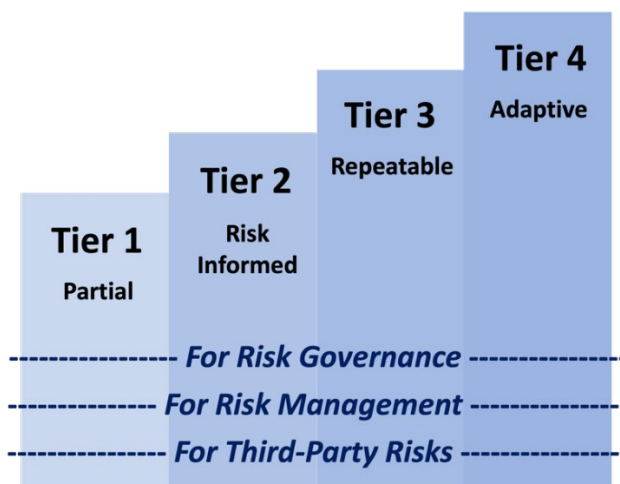 Tier 1
Partial
Tier 2
Risk
Informed
Tier 3
Repeatable
Tier 4
Adaptive
For Risk Governance
For Risk Management
For Third-Party Risks